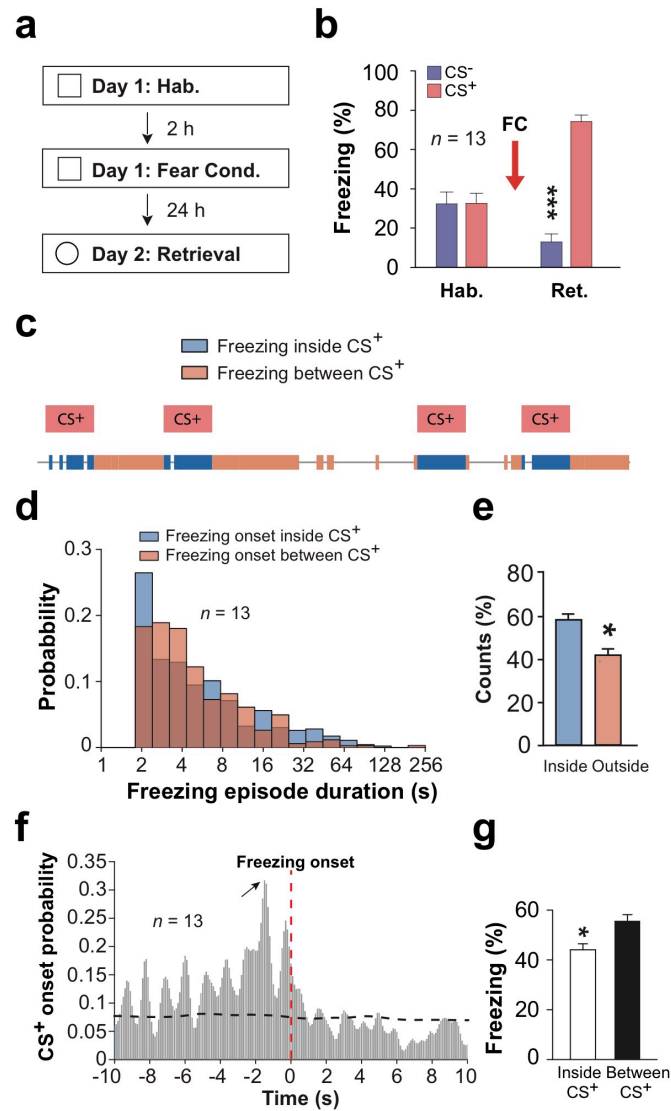 a
Day 1: Hab.
2 h
Day 1: Fear Cond.
24 h
Day 2: Retrieval
b
CS-
CS+
100
80
60
40
20
0
Freezing (%)
n = 13
FC
***
Hab. Ret.
c
Freezing inside CS+
Freezing between CS+
CS+ CS+ CS+ CS+
d
Freezing onset inside CS+
Freezing onset between CS+
0.3
0.2
0.1
0
Probabbility
n = 13
1 2 4 8 16 32 64 128 256
Freezing episode duration (s)
e
80
60
40
20
0
Counts (%)
*
Inside Outside
f
0.35
0.3
0.25
0.2
0.15
0.1
0.05
0
CS+ onset probability
Freezing onset
n = 13
-10 -8 -6 -4 -2 0 2 4 6 8 10
Time (s)
g
60
40
20
0
Freezing (%)
*
Inside Between
CS+ CS+